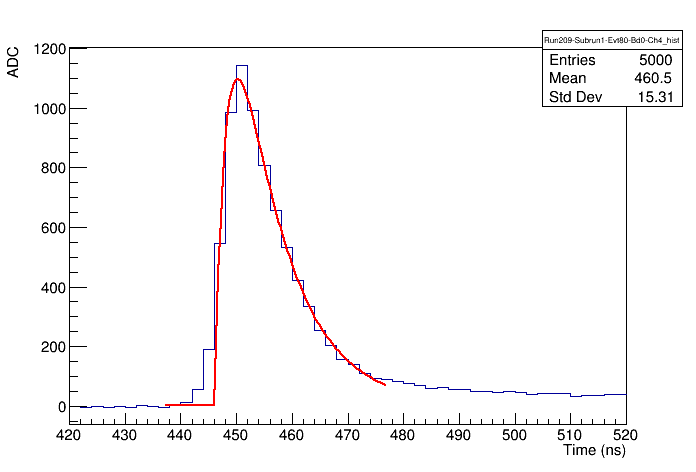 Run209-Subrun1-Evt80-Bd0-Ch4_hist
Entries 5000
Mean 460.5
Std Dev 15.31
ADC
1200
1000
800
600
400
200
0
420 430 440 450 460 470 480 490 500 510 520
Time (ns)